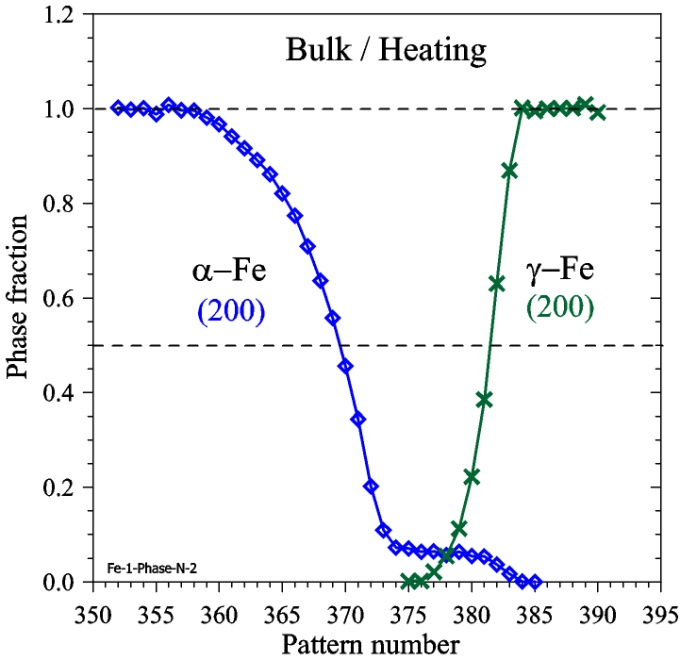 Bulk / Heating
1.2
1.0
0.8
0.6
0.4
0.2
0.0
Phase fraction
α–Fe
(200)
γ–Fe
(200)
Fe-1-Phase-N-2
350 355 360 365 370 375 380 385 390 395
Pattern number